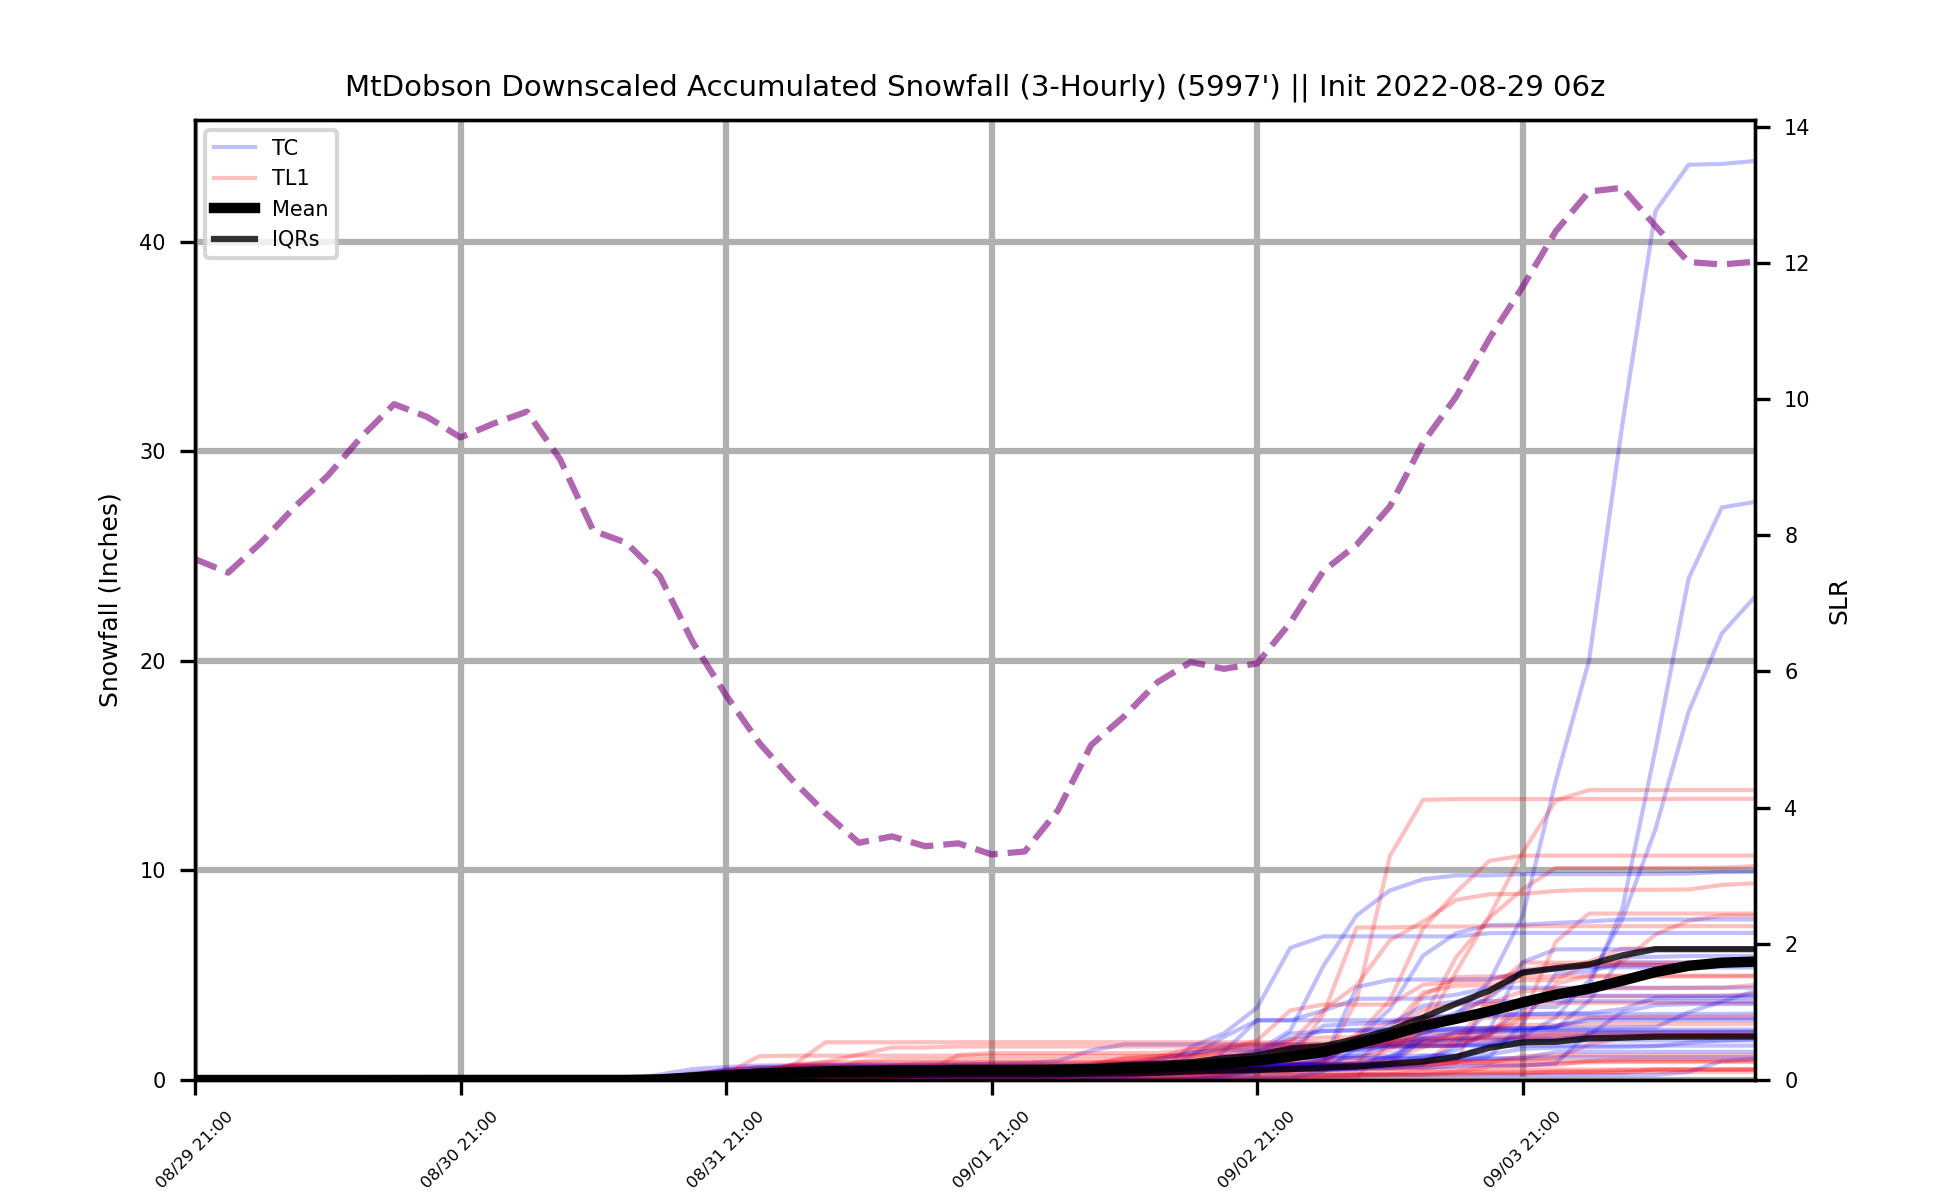 MtDobson Downscaled Accumulated Snowfall (3-Hourly) (5997') || Init 2022-08-29 06z
TC
TL1
Mean
IQRs
Snowfall (Inches)
40
30
20
10
0
14
12
10
8
6
4
2
0
SLR
08/29 21:00
08/30 21:00
08/31 21:00
09/01 21:00
09/02 21:00
09/03 21:00